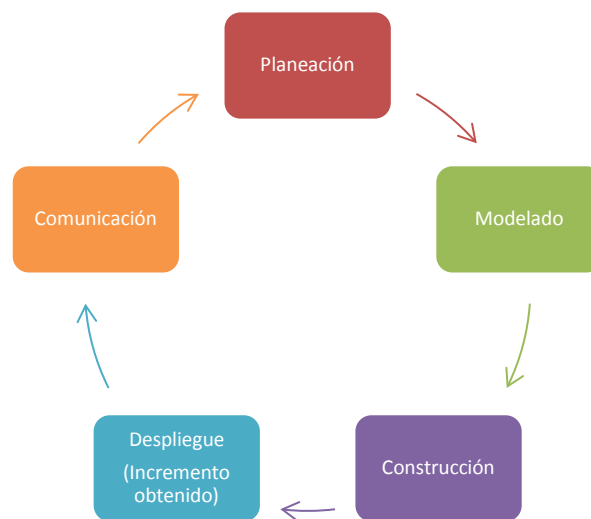 Planeación
Modelado
Construcción
Despliegue
(Incremento
obtenido)
Comunicación